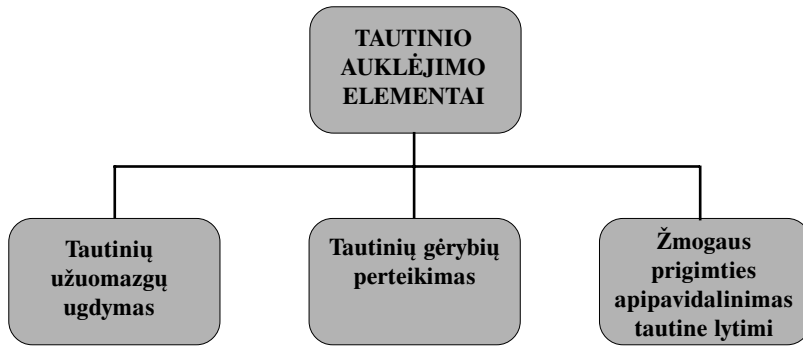 TAUTINIO
AUKLĖJIMO
ELEMENTAI
Tautinių
užuomazgų
ugdymas
Tautinių gėrybių
perteikimas
Žmogaus
prigimties
apipavidalinimas
tautine lytimi